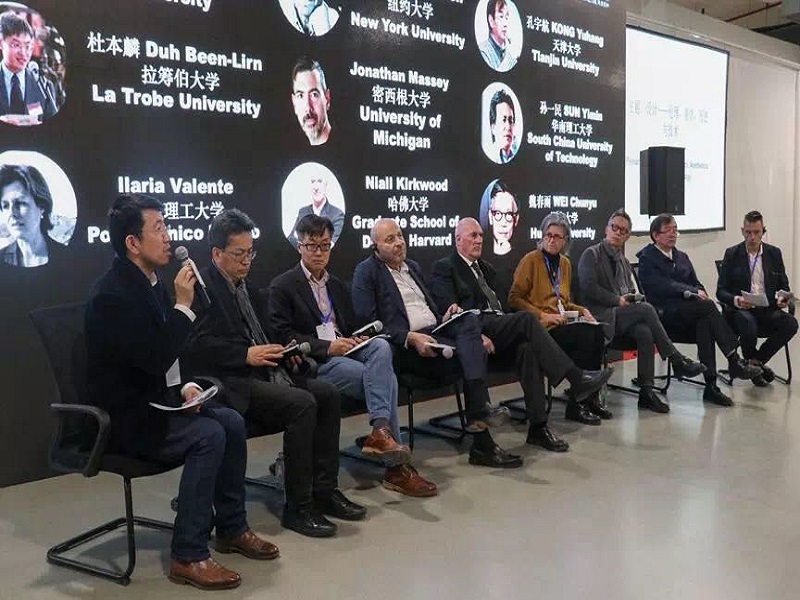 杜本麟 Duh Been-Lirn
拉筹伯大学
La Trobe University
Ilaria Valente
理工大学
纽约大学
New York University
Jonathan Massey
密西根大学
University of
Michigan
Niall Kirkwood
哈佛大学
Graduate School of
Harvard
孔宇航 KONG Yuhang
天津大学
Tianjin University
孙一民 SUN Yimin
华南理工大学
South China University
of Technology
魏春雨 WEI Chunyu
大学
Aesthetics